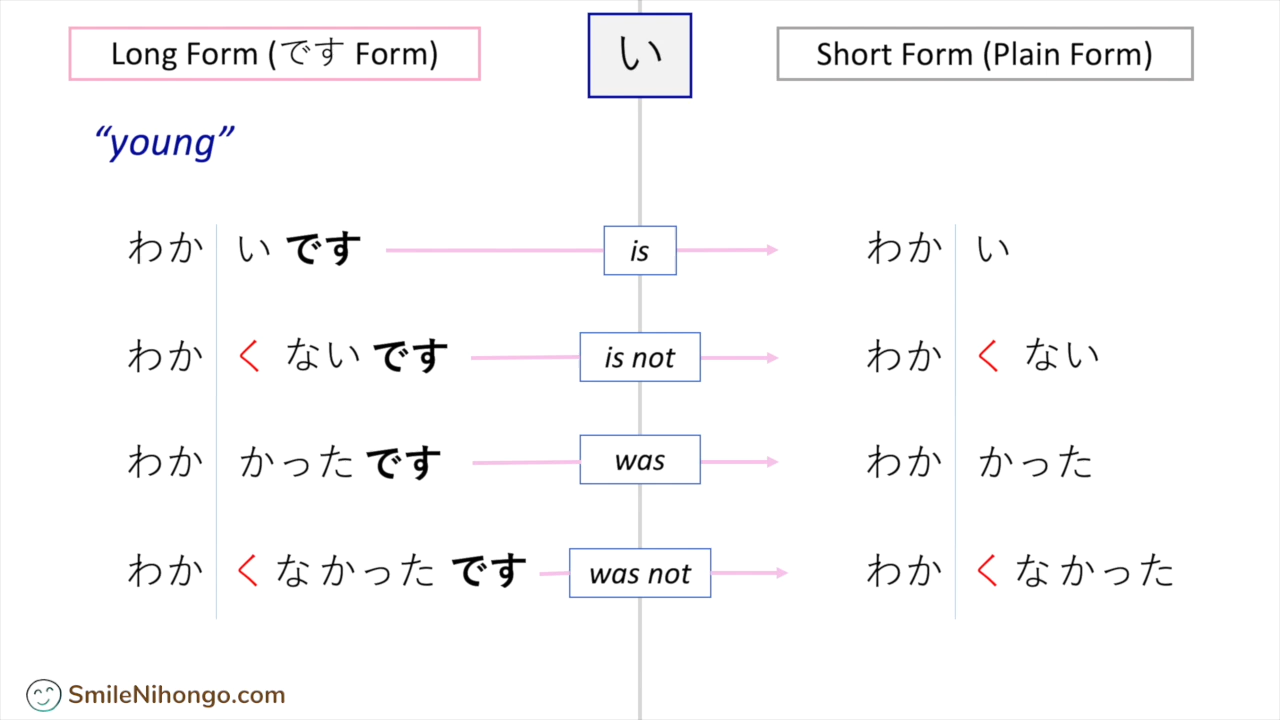 Long Form (です Form)
い
Short Form (Plain Form)
“young”
わか い です is わか い
わか く ない です is not わか く ない
わか かった です was わか かった
わか く な かった です was not わか く な かった
SmileNihongo.com